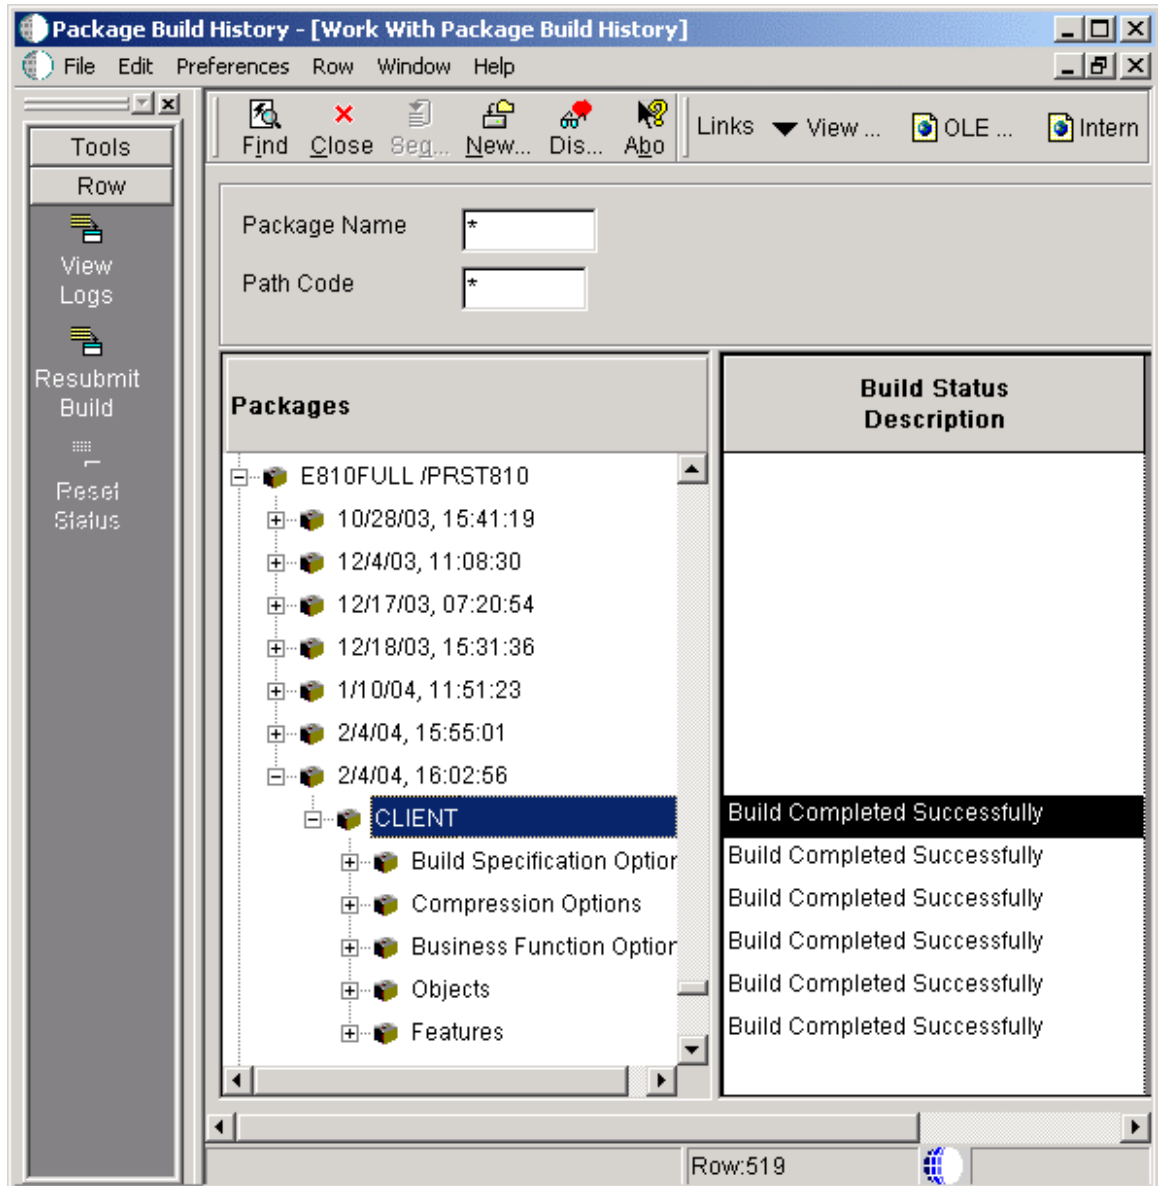 Package Build History - [Work With Package Build History]
File Edit Preferences Row Window Help
Tools
Row
View
Logs
Resubmit
Build
Reset
Status
Find Close Seq... New... Dis... Abo
Links View ... OLE ... Intern
Package Name *
Path Code *
Packages
Build Status
Description
E810FULL /PRST810
10/28/03, 15:41:19
12/4/03, 11:08:30
12/17/03, 07:20:54
12/18/03, 15:31:36
1/10/04, 11:51:23
2/4/04, 15:55:01
2/4/04, 16:02:56
CLIENT Build Completed Successfully
Build Specification Option Build Completed Successfully
Compression Options Build Completed Successfully
Business Function Option Build Completed Successfully
Objects Build Completed Successfully
Features Build Completed Successfully
Row:519